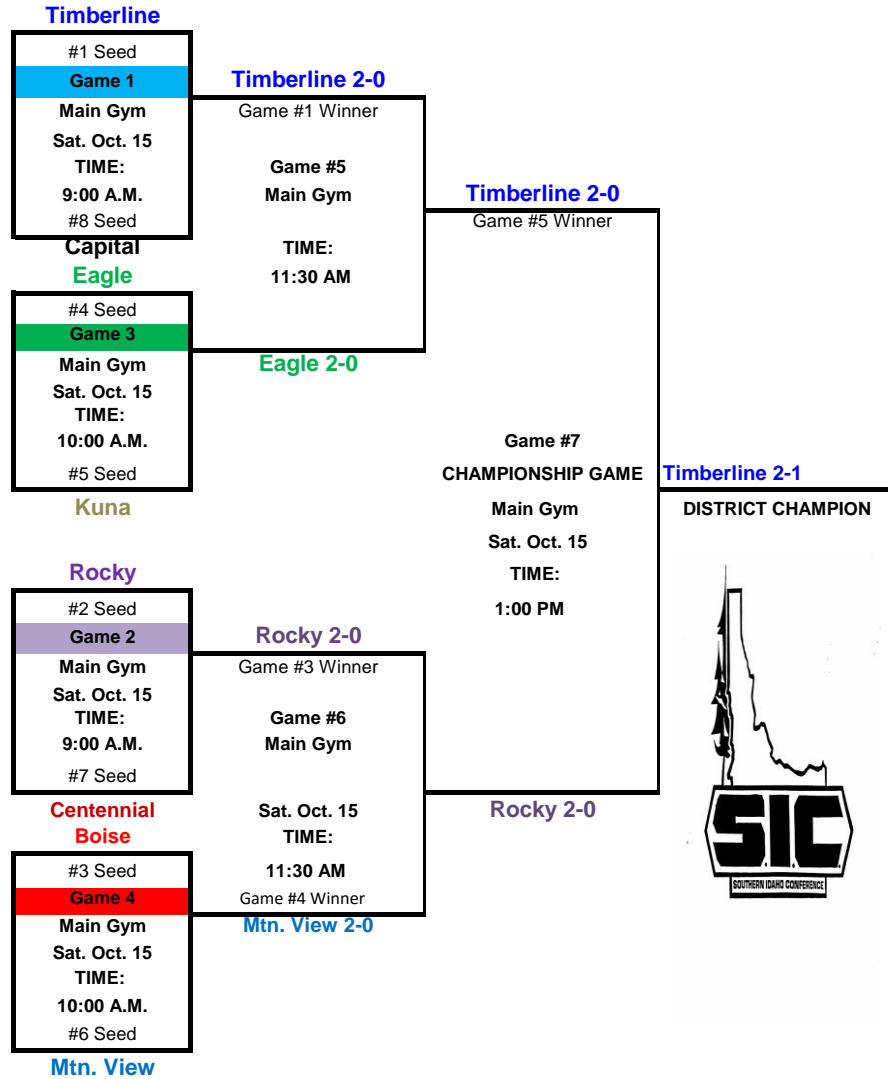 Timberline
#1 Seed
Game 1
Main Gym
Sat. Oct. 15
TIME:
9:00 A.M.
#8 Seed
Capital
Eagle
#4 Seed
Game 3
Main Gym
Sat. Oct. 15
TIME:
10:00 A.M.
#5 Seed
Kuna
Rocky
#2 Seed
Game 2
Main Gym
Sat. Oct. 15
TIME:
9:00 A.M.
#7 Seed
Centennial
Boise
#3 Seed
Game 4
Main Gym
Sat. Oct. 15
TIME:
10:00 A.M.
#6 Seed
Mtn. View
Timberline 2-0
Game #1 Winner
Game #5
Main Gym
TIME:
11:30 AM
Eagle 2-0
Rocky 2-0
Game #3 Winner
Game #6
Main Gym
Sat. Oct. 15
TIME:
11:30 AM
Game #4 Winner
Mtn. View 2-0
Timberline 2-0
Game #5 Winner
Game #7
CHAMPIONSHIP GAME
Main Gym
Sat. Oct. 15
TIME:
1:00 PM
Rocky 2-0
Timberline 2-1
DISTRICT CHAMPION
S.I.C.
SOUTHERN IDAHO CONFERENCE